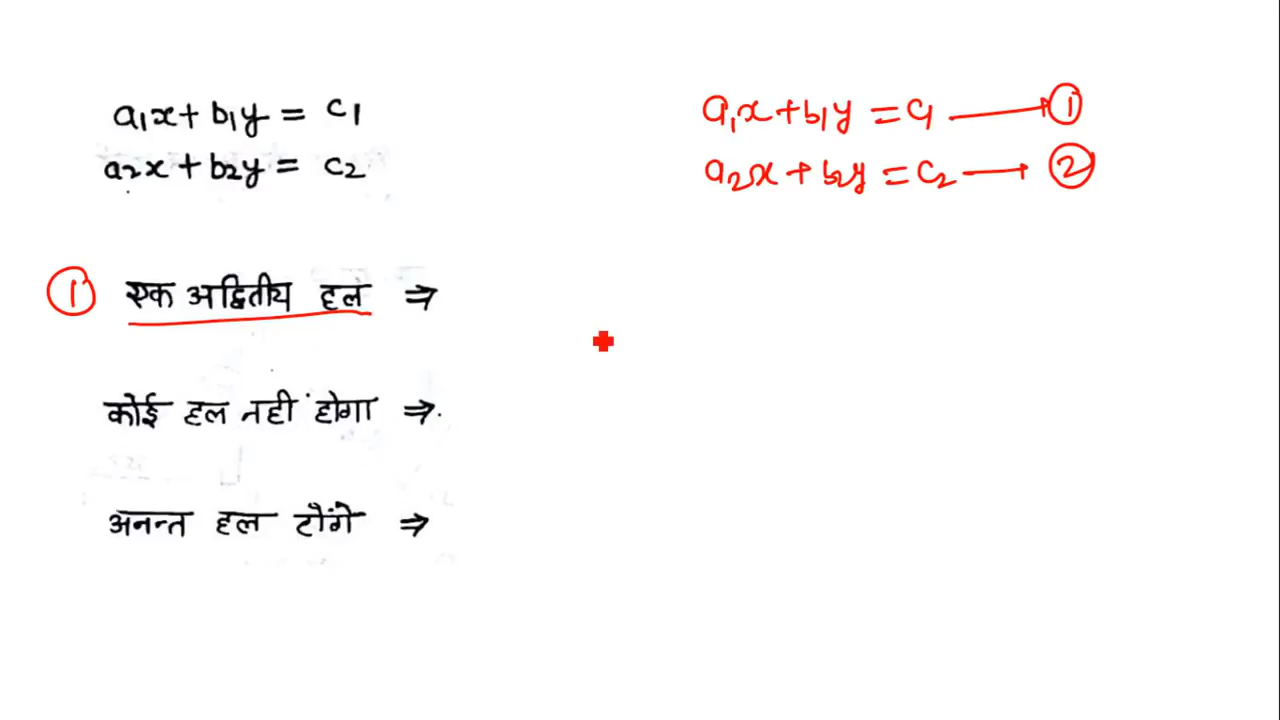 a1x + b1y = c1
a2x + b2y = c2
a1x + b1y = c1 ⟶ ①
a2x + b2y = c2 ⟶ ②
① एक अद्वितीय हल ⇒
कोई हल नही होगा ⇒
अनन्त हल होंगे ⇒